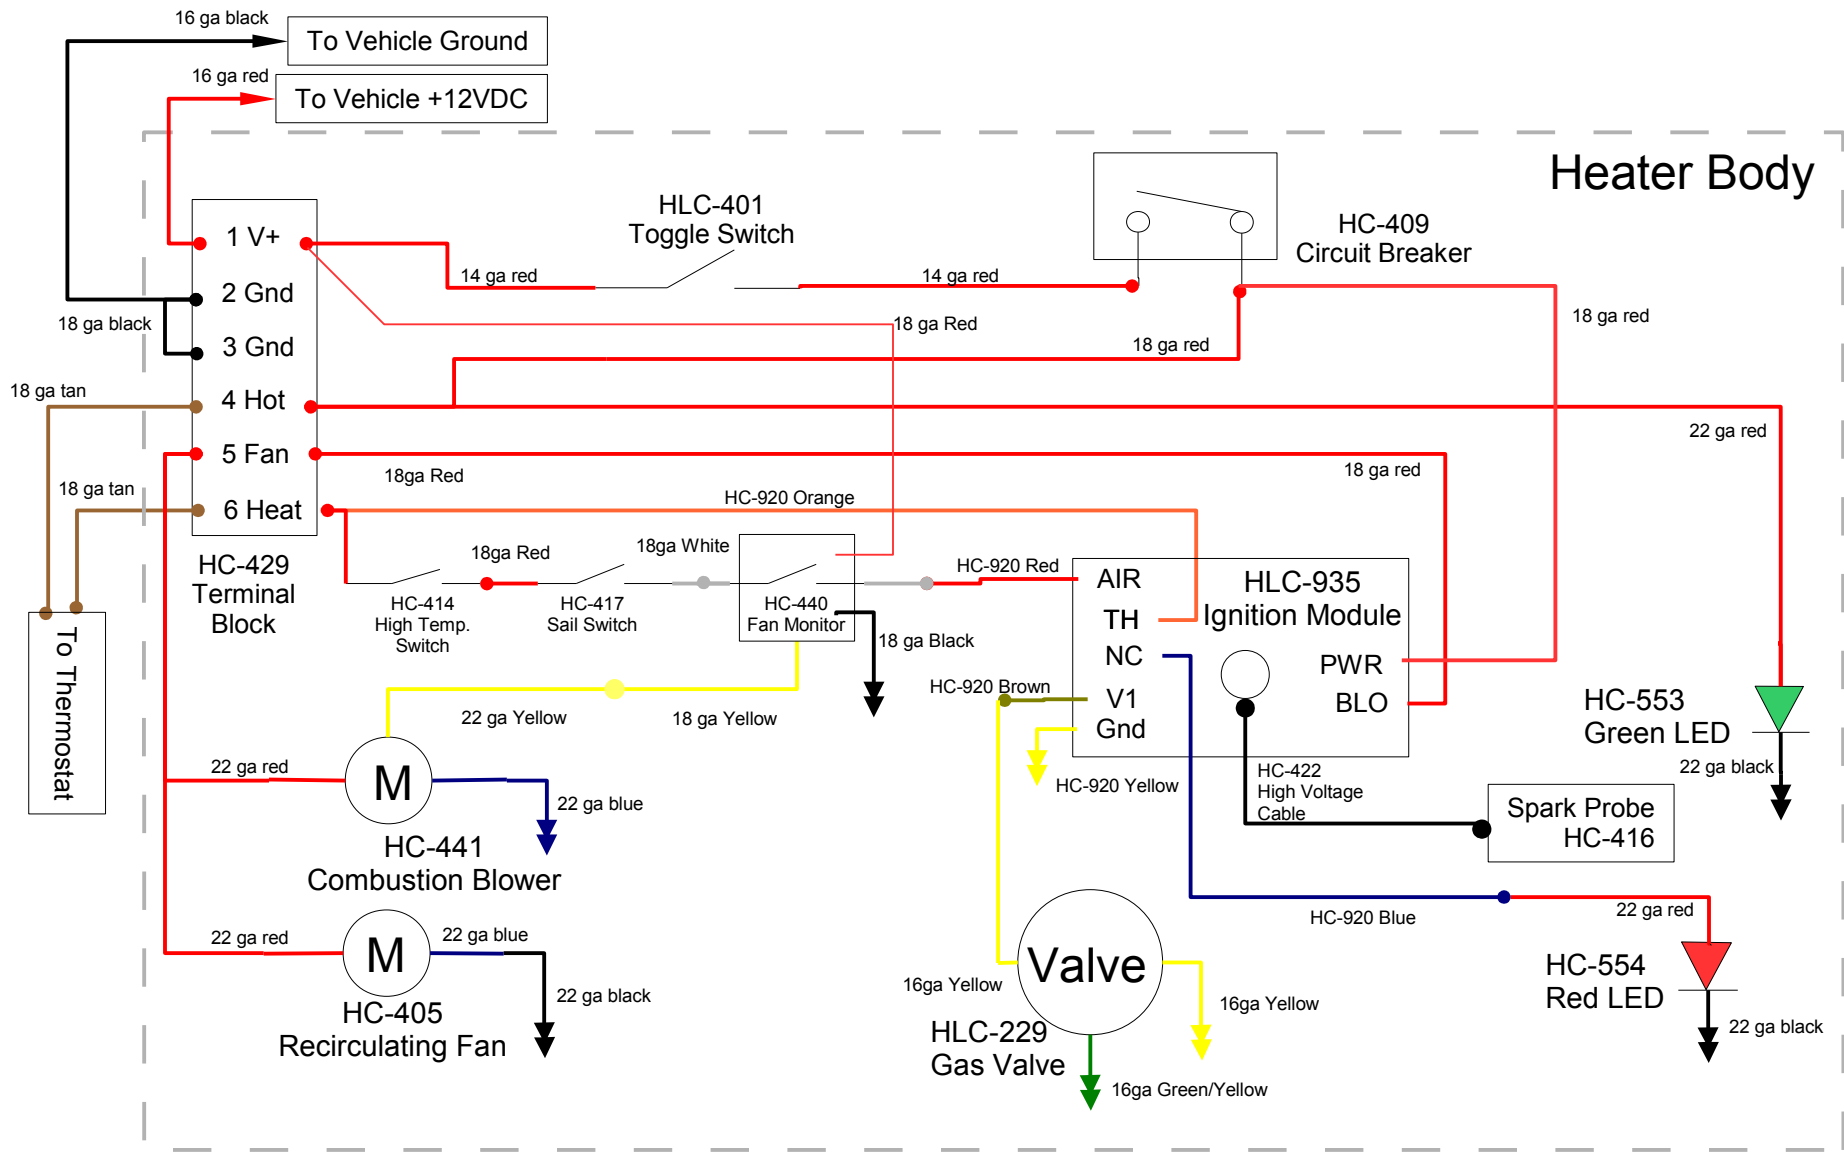 16 ga black
To Vehicle Ground
16 ga red
To Vehicle +12VDC
Heater Body
HLC-401
Toggle Switch
HC-409
Circuit Breaker
1 V+
14 ga red
14 ga red
2 Gnd
18 ga black
18 ga Red
18 ga red
18 ga red
3 Gnd
18 ga tan
4 Hot
22 ga red
5 Fan
18ga Red
18 ga red
18 ga tan
6 Heat
HC-920 Orange
HC-429
Terminal
Block
18ga Red
18ga White
HC-920 Red
HC-414
High Temp.
Switch
HC-417
Sail Switch
HC-440
Fan Monitor
18 ga Black
AIR
TH
NC
V1
Gnd
HLC-935
Ignition Module
PWR
BLO
To Thermostat
HC-920 Brown
22 ga Yellow
18 ga Yellow
HC-553
Green LED
22 ga black
22 ga red
M
22 ga blue
HC-920 Yellow
HC-422
High Voltage
Cable
Spark Probe
HC-416
HC-441
Combustion Blower
22 ga red
M
22 ga blue
22 ga black
HC-405
Recirculating Fan
HC-920 Blue
22 ga red
Valve
16ga Yellow
16ga Yellow
HLC-229
Gas Valve
16ga Green/Yellow
HC-554
Red LED
22 ga black